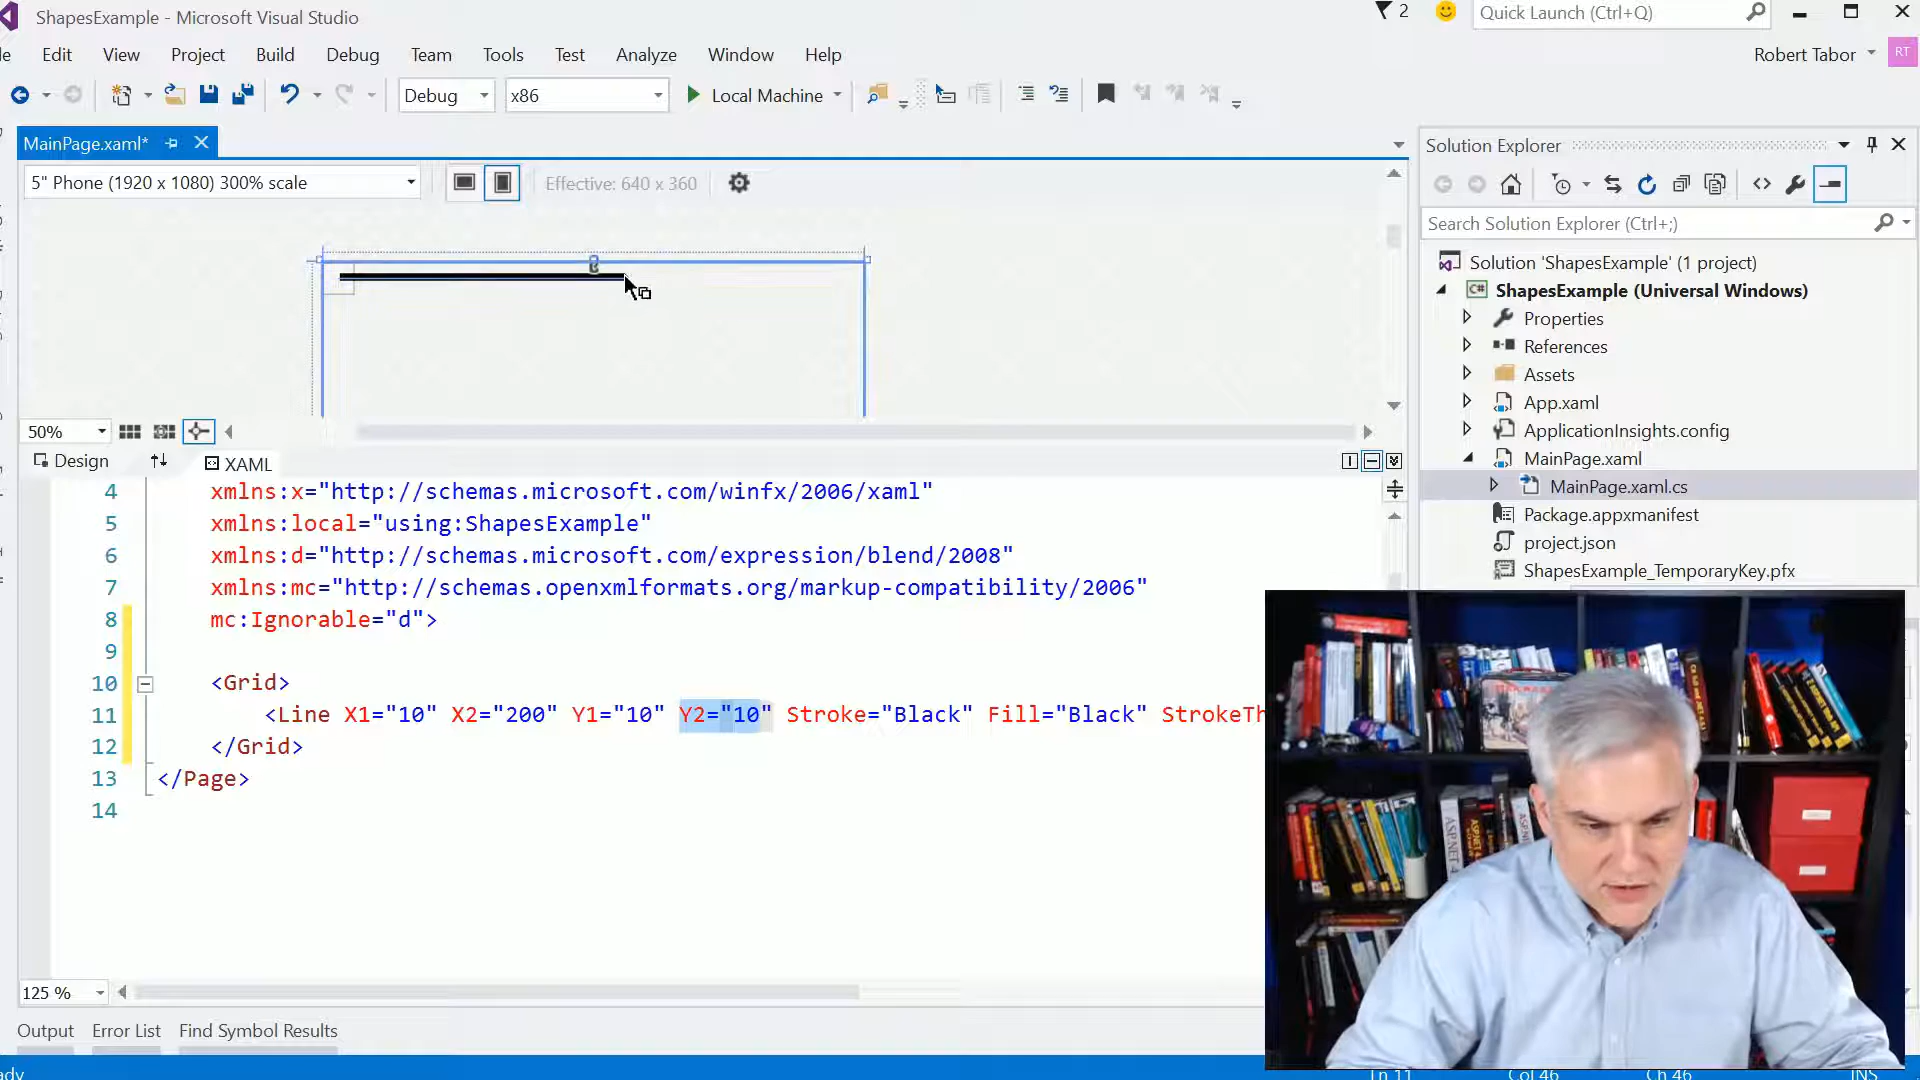 ShapesExample - Microsoft Visual Studio
2
Quick Launch (Ctrl+Q)
Edit View Project Build Debug Team Tools Test Analyze Window Help
Robert Tabor RT
Debug x86 Local Machine
MainPage.xaml*
5" Phone (1920 x 1080) 300% scale
Effective: 640 x 360
50%
Design XAML
4 xmlns:x="http://schemas.microsoft.com/winfx/2006/xaml"
5 xmlns:local="using:ShapesExample"
6 xmlns:d="http://schemas.microsoft.com/expression/blend/2008"
7 xmlns:mc="http://schemas.openxmlformats.org/markup-compatibility/2006"
8 mc:Ignorable="d">
9
10 <Grid>
11 <Line X1="10" X2="200" Y1="10" Y2="10" Stroke="Black" Fill="Black" StrokeTh
12 </Grid>
13 </Page>
14
125 %
Output Error List Find Symbol Results
Ln 11 Col 46 Ch 46 INS
Solution Explorer
Search Solution Explorer (Ctrl+;)
Solution 'ShapesExample' (1 project)
C# ShapesExample (Universal Windows)
Properties
References
Assets
App.xaml
ApplicationInsights.config
MainPage.xaml
MainPage.xaml.cs
Package.appxmanifest
project.json
ShapesExample_TemporaryKey.pfx